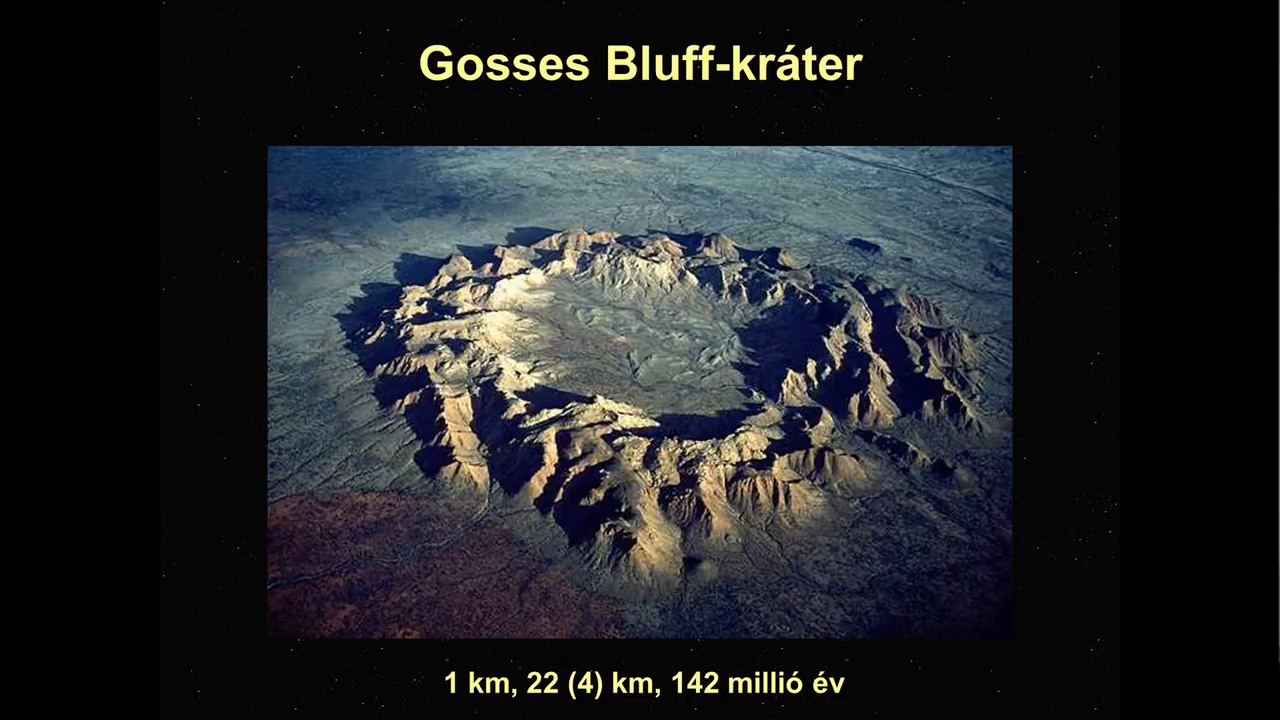 Gosses Bluff-kráter
1 km, 22 (4) km, 142 millió év